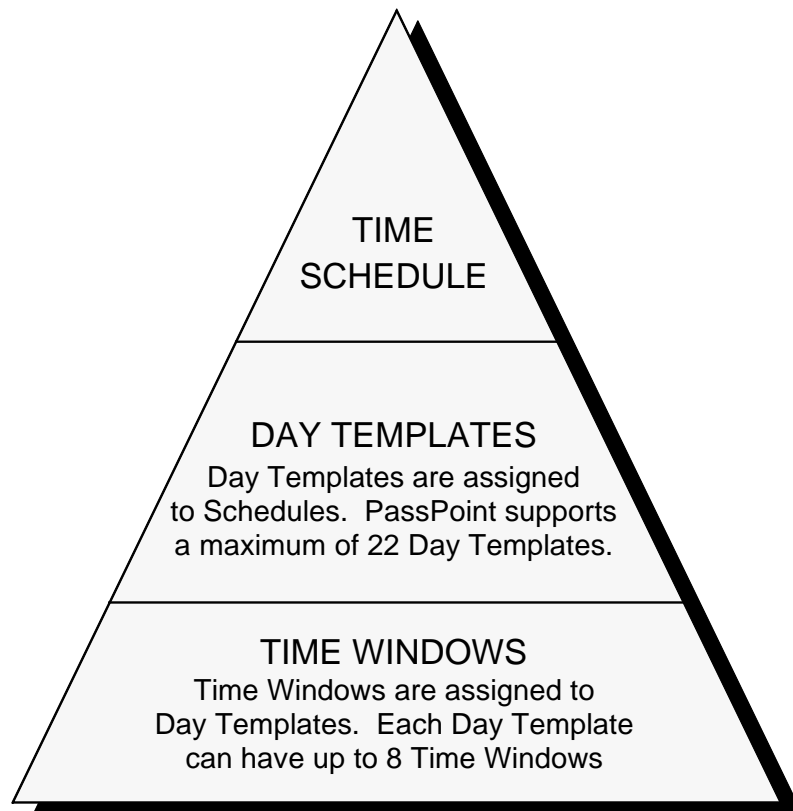 TIME
SCHEDULE
DAY TEMPLATES
Day Templates are assigned
to Schedules.  PassPoint supports
a maximum of 22 Day Templates.
TIME WINDOWS
Time Windows are assigned to
Day Templates.  Each Day Template
can have up to 8 Time Windows